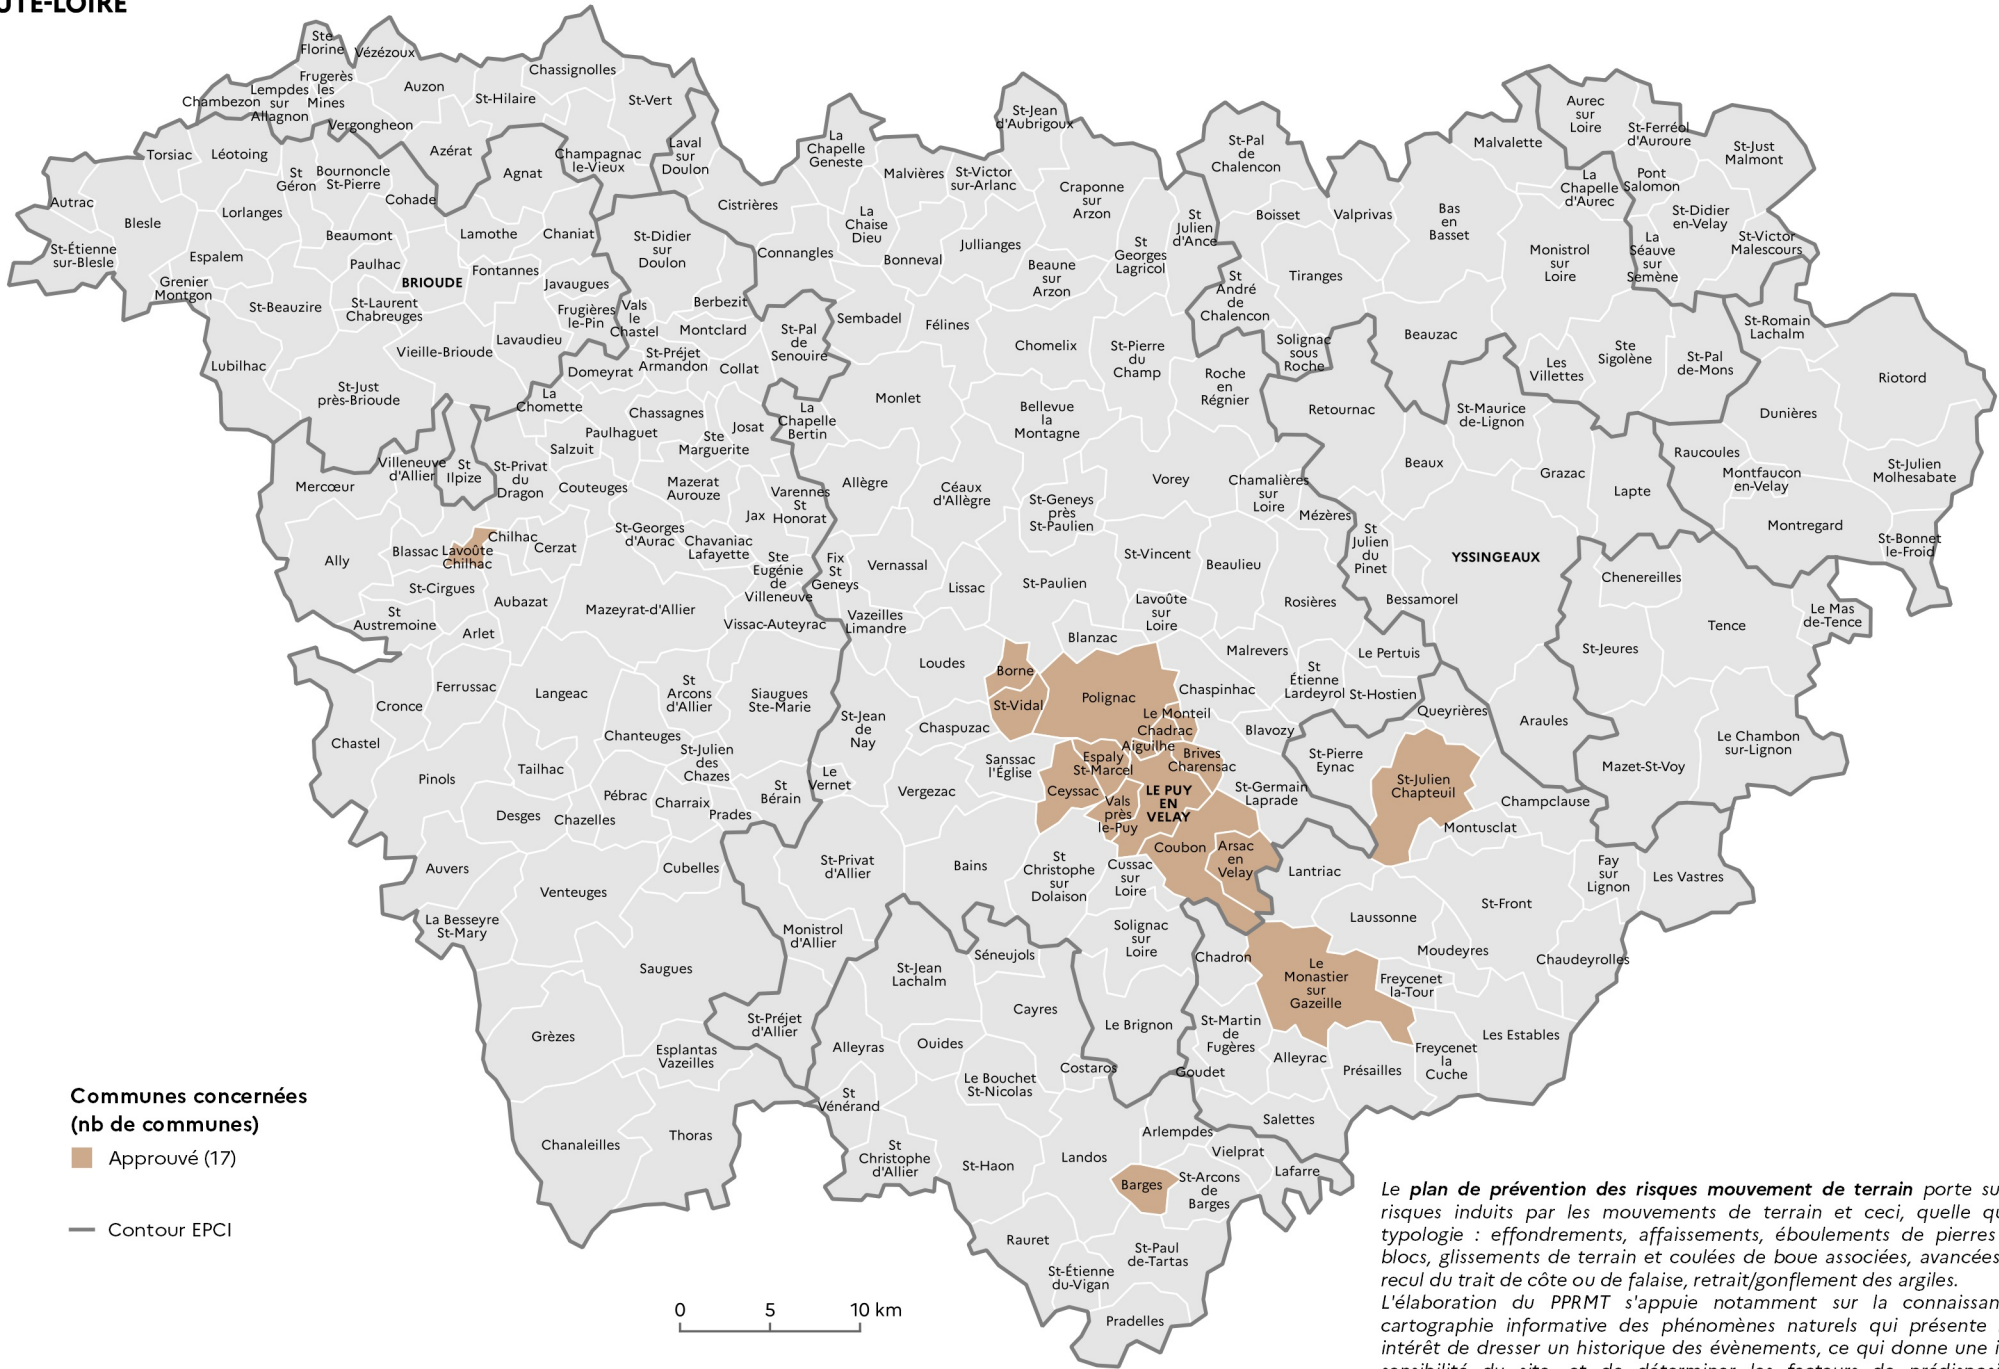 UTE-LOIRE
Ste
Florine
Vézézoux
Chassignolles
Frugerès
les
Mines
Lempdes
sur
Allagnon
Chambezon
Auzon
St-Hilaire
St-Vert
Vergongheon
Torsiac
Léotoing
Azérat
Champagnac
le-Vieux
Laval
sur
Doulon
La
Chapelle
Geneste
St-Jean
d'Aubrigoux
St-Pal
de
Chalencon
Malvalette
Aurec
sur
Loire
St-Ferréol
d'Auroure
St-Just
Malmont
St
Géron
Bournoncle
St-Pierre
Agnat
Malvières
St-Victor
sur-Arlanc
Craponne
sur
Arzon
La
Chapelle
d'Aurec
Pont
Salomon
Autrac
Blesle
Lorlanges
Cohade
Cistrières
La
Chaise
Dieu
St
Julien
d'Ance
Boisset
Valprivas
Bas
en
Basset
St-Didier
en-Velay
St-Étienne
sur-Blesle
Espalem
Beaumont
Lamothe
Chaniat
St-Didier
sur
Doulon
Connangles
Bonneval
Jullianges
St
Georges
Lagricol
Monistrol
sur
Loire
La
Séauve
sur
Semène
St-Victor
Malescours
Grenier
Montgon
Paulhac
BRIOUDE
Fontannes
Javaugues
Beaune
sur
Arzon
Tiranges
St
André
de
Chalencon
St-Beauzire
St-Laurent
Chabreuges
Frugières
le-Pin
Vals
le
Chastel
Berbezit
Montclard
St-Pal
de
Senouire
Sembadel
Félines
Beauzac
St-Romain
Lachalm
Lubilhac
Vieille-Brioude
Lavaudieu
Domeyrat
St-Préjet
Armandon
Collat
Chomelix
St-Pierre
du
Champ
Solignac
sous
Roche
Les
Villettes
Ste
Sigolène
St-Pal
de-Mons
Riotord
St-Just
près-Brioude
La
Chomette
Chassagnes
Josat
La
Chapelle
Bertin
Monlet
Bellevue
la
Montagne
Roche
en
Régnier
Retournac
St-Maurice
de-Lignon
Dunières
Salzuit
Paulhaguet
Ste
Marguerite
Villeneuve
d'Allier
St
Ilpize
St-Privat
du
Dragon
Mercœur
Couteuges
Mazerat
Aurouze
Varennes
St
Honorat
Allègre
Céaux
d'Allègre
Vorey
Chamalières
sur
Loire
Beaux
Grazac
Lapte
Raucoules
Montfaucon
en-Velay
St-Julien
Molhesabate
Jax
St-Geneys
près
St-Paulien
Mézères
Montregard
Ally
Blassac
Lavoûte
Chilhac
Chilhac
Cerzat
St-Georges
d'Aurac
Chavaniac
Lafayette
Ste
Eugénie
de
Villeneuve
Fix
St
Geneys
Vernassal
St-Vincent
Beaulieu
St
Julien
du
Pinet
YSSINGEAUX
St-Bonnet
le-Froid
St-Cirgues
Aubazat
Mazeyrat-d'Allier
Lissac
St-Paulien
Rosières
Bessamorel
Chenereilles
St
Austremoine
Arlet
Vissac-Auteyrac
Vazeilles
Limandre
Lavoûte
sur
Loire
Blanzac
Tence
Le Mas
de-Tence
Loudes
Borne
Malrevers
Le Pertuis
St-Jeures
Cronce
Ferrussac
Langeac
St
Arcons
d'Allier
Siaugues
Ste-Marie
St-Vidal
Polignac
Chaspinhac
St
Étienne
Lardeyrol
St-Hostien
Queyrières
Araules
Chastel
Chanteuges
St-Jean
de
Nay
Chaspuzac
Le Monteil
Chadrac
Aiguilhe
Blavozy
Le Chambon
sur-Lignon
Pinols
Tailhac
St-Julien
des
Chazes
Sanssac
l'Église
Espaly
St-Marcel
Brives
Charensac
St-Pierre
Eynac
Mazet-St-Voy
Desges
Chazelles
Pébrac
Charraix
Prades
St
Bérain
Le
Vernet
Vergezac
Ceyssac
Vals
près
le-Puy
LE PUY
EN
VELAY
St-Germain
Laprade
St-Julien
Chapteuil
Champclause
Montusclat
Auvers
Venteuges
Cubelles
St-Privat
d'Allier
Bains
St
Christophe
sur
Dolaison
Cussac
sur
Loire
Coubon
Arsac
en
Velay
Lantriac
Fay
sur
Lignon
Les Vastres
La Besseyre
St-Mary
Monistrol
d'Allier
Solignac
sur
Loire
Laussonne
St-Front
Saugues
St-Jean
Lachalm
Séneujols
Chadron
Le
Monastier
sur
Gazeille
Moudeyres
Chaudeyrolles
Freycenet
la-Tour
Grèzes
Esplantas
Vazeilles
St-Préjet
d'Allier
Alleyras
Ouides
Cayres
Le Brignon
St-Martin
de
Fugères
Alleyrac
Présailles
Freycenet
la
Cuche
Les Estables
Le Bouchet
St-Nicolas
Costaros
Goudet
St
Vénérand
Salettes
Chanaleilles
Thoras
St
Christophe
d'Allier
St-Haon
Landos
Arlempdes
Vielprat
Lafarre
Barges
St-Arcons
de
Barges
Rauret
St-Paul
de-Tartas
St-Étienne
du-Vigan
Pradelles
Communes concernées
(nb de communes)
Approuvé (17)
Contour EPCI
0 5 10 km
Le plan de prévention des risques mouvement de terrain porte su
risques induits par les mouvements de terrain et ceci, quelle qu
typologie : effondrements, affaissements, éboulements de pierres
blocs, glissements de terrain et coulées de boue associées, avancées
recul du trait de côte ou de falaise, retrait/gonflement des argiles.
L'élaboration du PPRMT s'appuie notamment sur la connaissan
cartographie informative des phénomènes naturels qui présente
intérêt de dresser un historique des évènements, ce qui donne une i